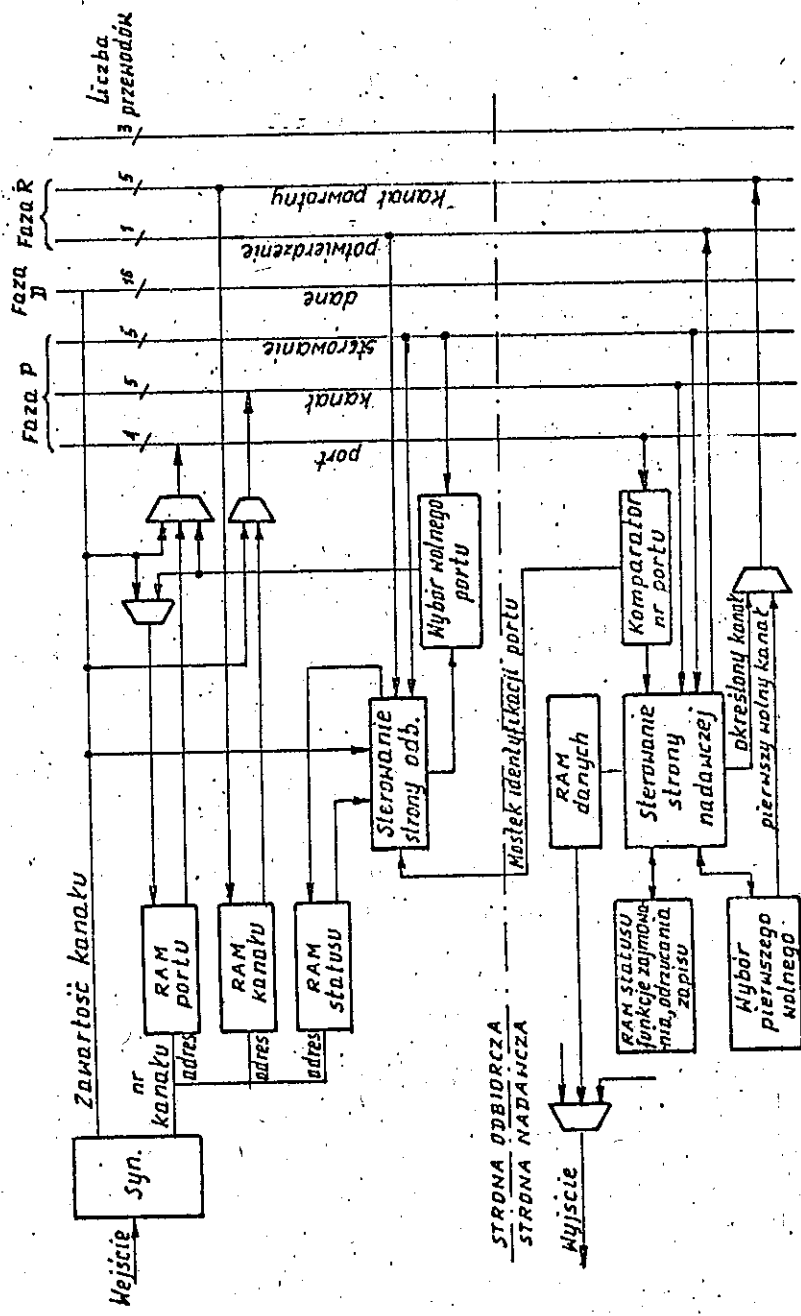 Liczba
przewodów
Faza P
Faza
D
Faza R
4
5
5
16
1
5
3
port
kanał
sterowanie
dane
potwierdzenie
kanał powrotny
Wejście
Syn.
Zawartość kanału
nr
kanału
adres
RAM
portu
adres
RAM
kanału
adres
RAM
statusu
Sterowanie
strony odb.
Wybór wolnego
portu
Mostek identyfikacji portu
STRONA ODBIORCZA
STRONA NADAWCZA
Wyjście
RAM
danych
Komparator
nr portu
Sterowanie
strony
nadawczej
RAM statusu
funkcje zajmowa-
nia, odrzucania
zapisu
Wybór
pierwszego
wolnego
określony kanał
pierwszy wolny kanał